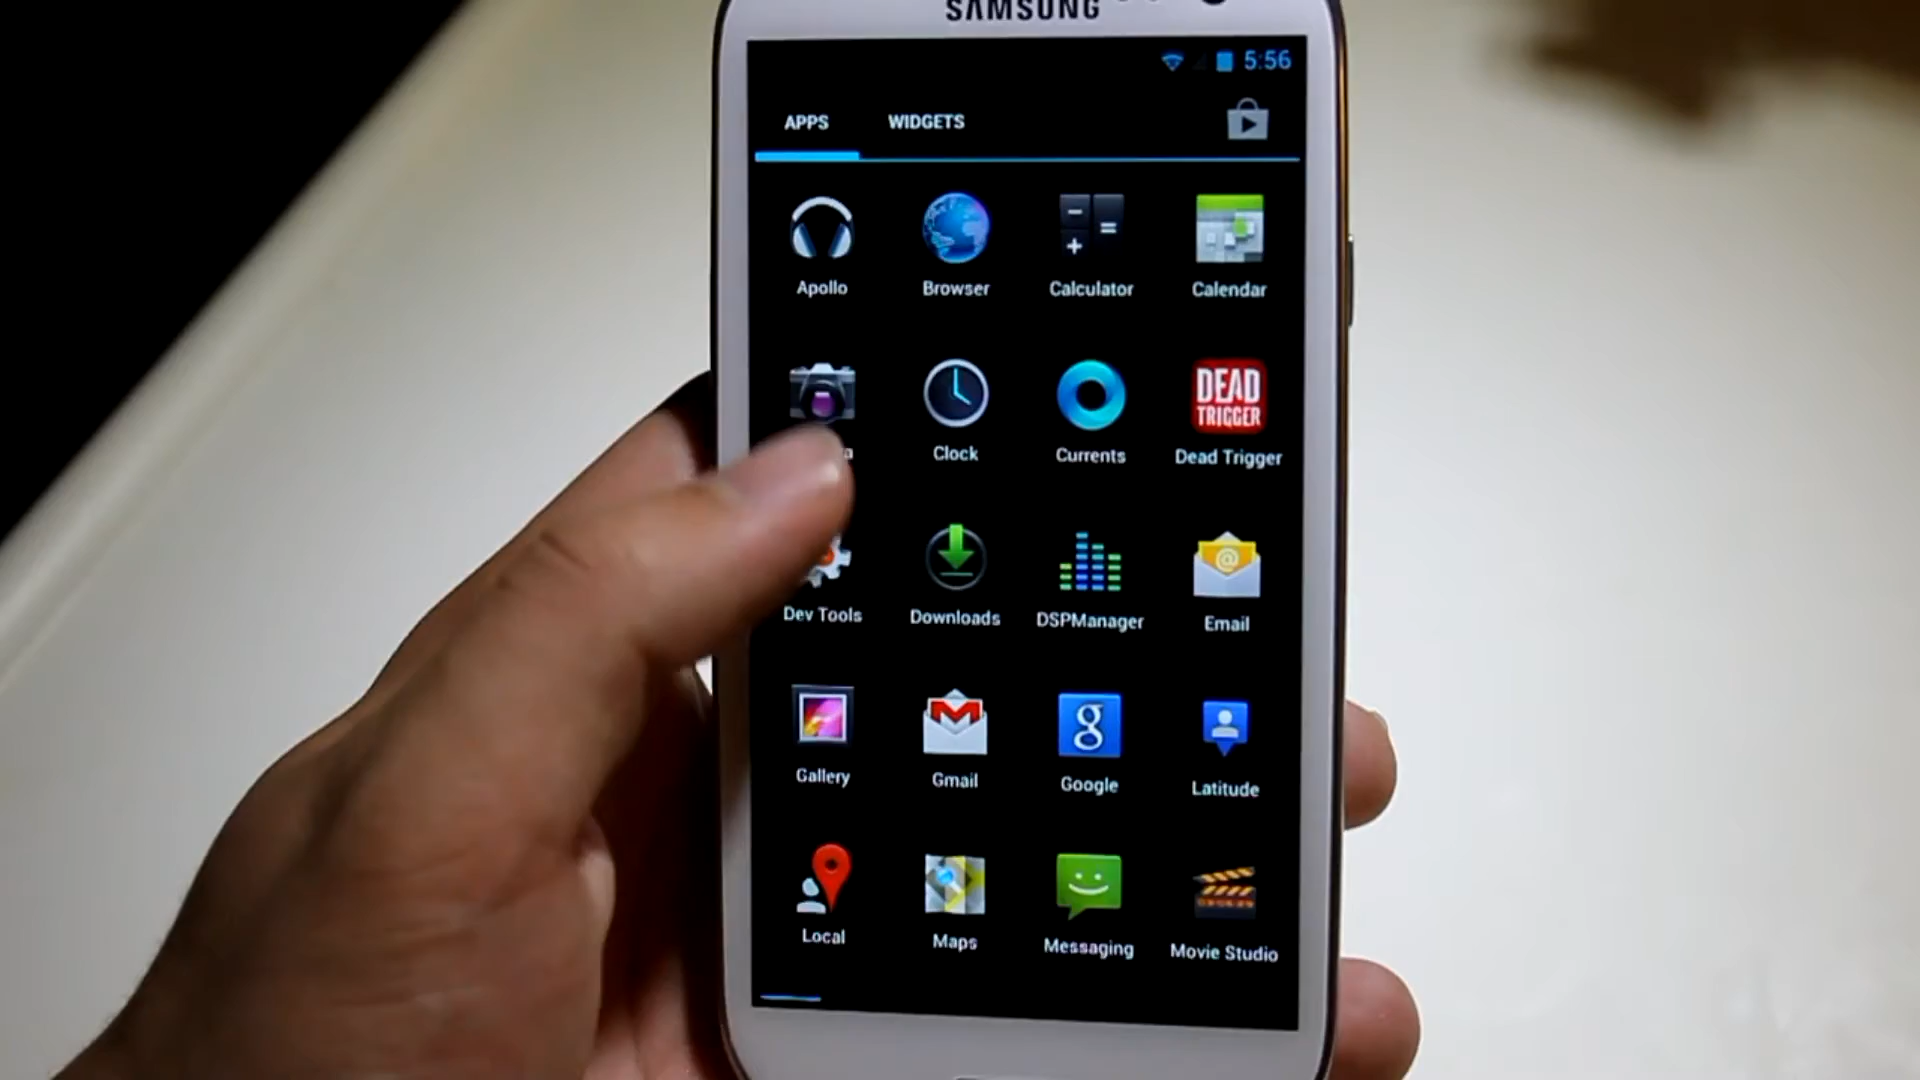 SAMSUNG
5:56
APPS WIDGETS
Apollo Browser Calculator Calendar
DEAD
TRIGGER
a Clock Currents Dead Trigger
Dev Tools Downloads DSPManager Email
g
Gallery Gmail Google Latitude
Local Maps Messaging Movie Studio